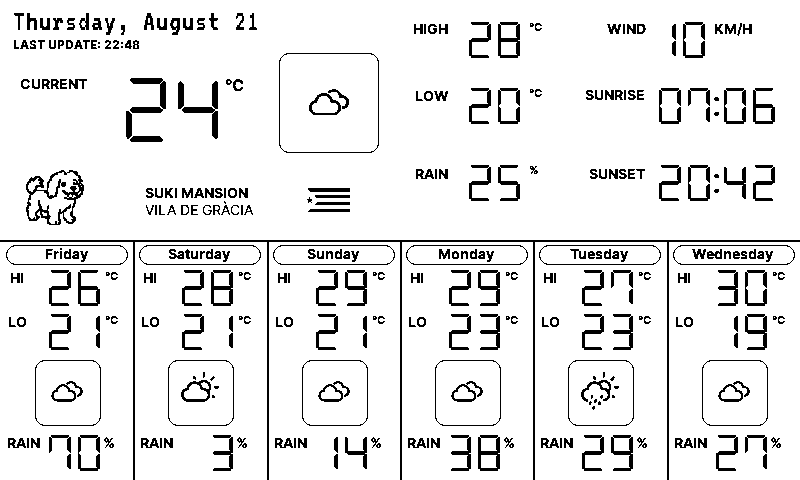 Thursday, August 21
LAST UPDATE: 22:48
CURRENT 24 °C
HIGH 28 °C
WIND 10 KM/H
LOW 20 °C
SUNRISE 07:06
RAIN 25 %
SUNSET 20:42
SUKI MANSION
VILA DE GRÀCIA
Friday
HI 26 °C
LO 21 °C
RAIN 70 %
Saturday
HI 28 °C
LO 21 °C
RAIN 3 %
Sunday
HI 29 °C
LO 21 °C
RAIN 14 %
Monday
HI 29 °C
LO 23 °C
RAIN 38 %
Tuesday
HI 27 °C
LO 23 °C
RAIN 29 %
Wednesday
HI 30 °C
LO 19 °C
RAIN 27 %